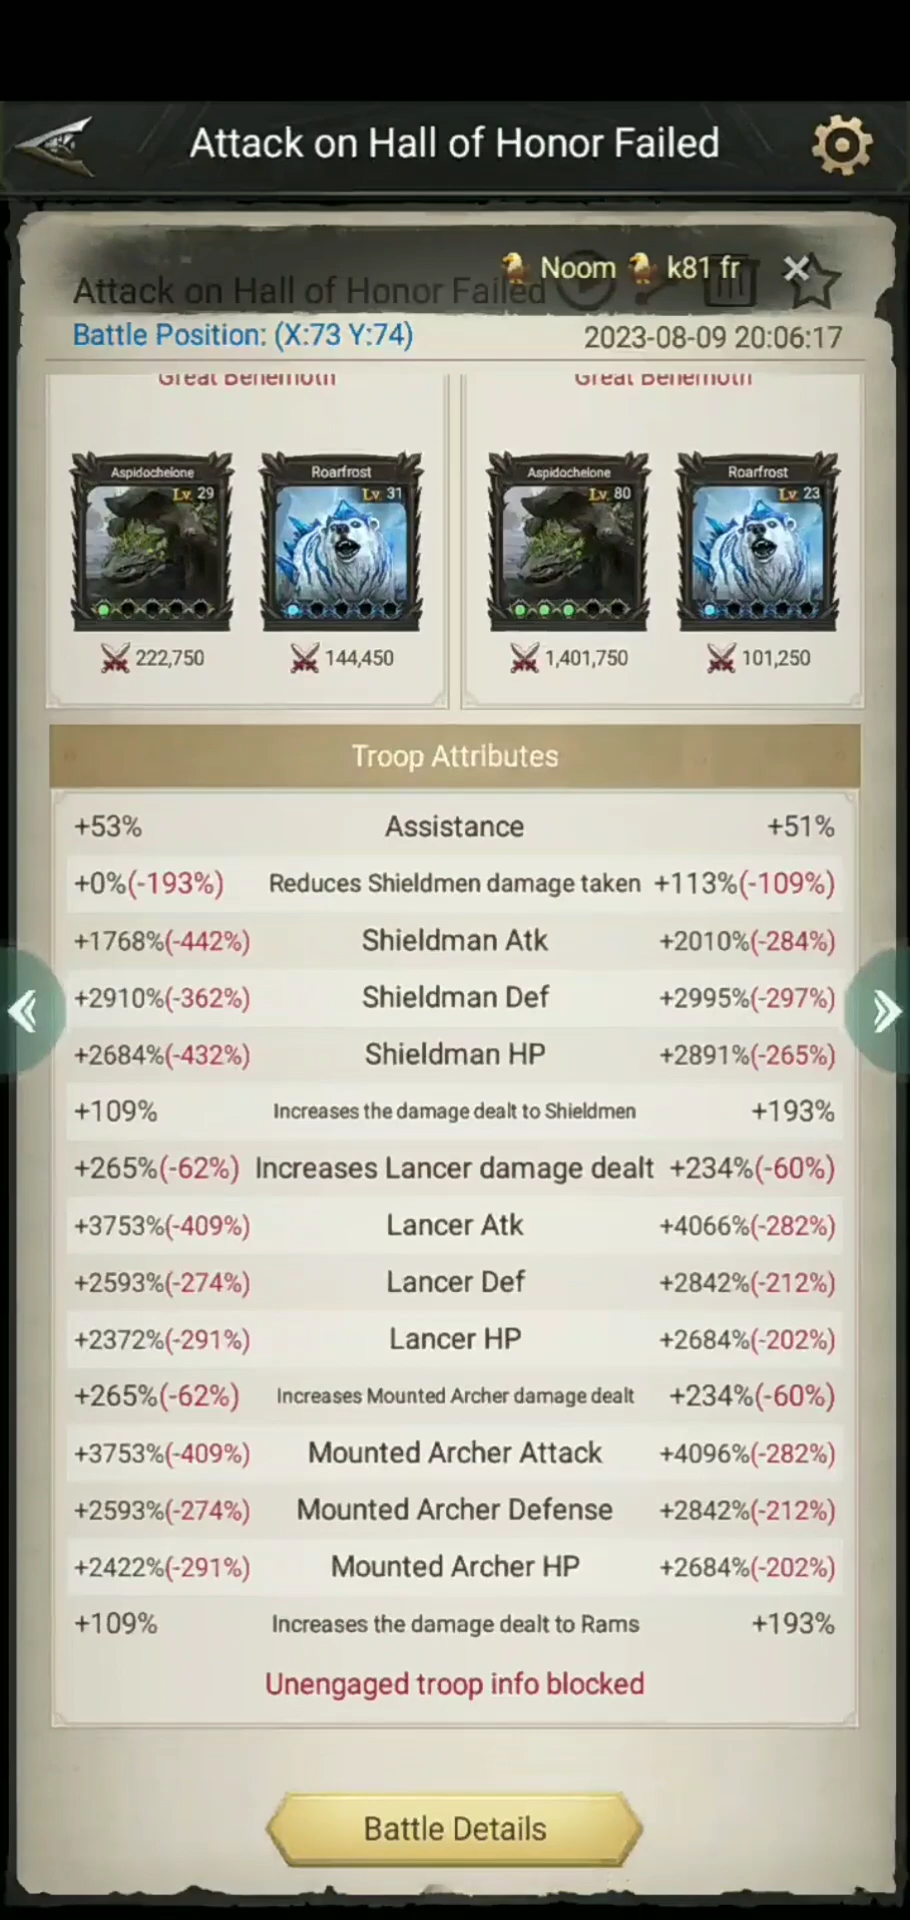 Attack on Hall of Honor Failed
Noom k81 fr
Attack on Hall of Honor Failed
Battle Position: (X:73 Y:74) 2023-08-09 20:06:17
Great Behemoth Great Behemoth
Aspidochelone Roarfrost Aspidochelone Roarfrost
Lv. 29 Lv. 31 Lv. 80 Lv. 23
222,750 144,450 1,401,750 101,250
Troop Attributes
+53% Assistance +51%
+0%(-193%) Reduces Shieldmen damage taken +113%(-109%)
+1768%(-442%) Shieldman Atk +2010%(-284%)
+2910%(-362%) Shieldman Def +2995%(-297%)
+2684%(-432%) Shieldman HP +2891%(-265%)
+109% Increases the damage dealt to Shieldmen +193%
+265%(-62%) Increases Lancer damage dealt +234%(-60%)
+3753%(-409%) Lancer Atk +4066%(-282%)
+2593%(-274%) Lancer Def +2842%(-212%)
+2372%(-291%) Lancer HP +2684%(-202%)
+265%(-62%) Increases Mounted Archer damage dealt +234%(-60%)
+3753%(-409%) Mounted Archer Attack +4096%(-282%)
+2593%(-274%) Mounted Archer Defense +2842%(-212%)
+2422%(-291%) Mounted Archer HP +2684%(-202%)
+109% Increases the damage dealt to Rams +193%
Unengaged troop info blocked
Battle Details